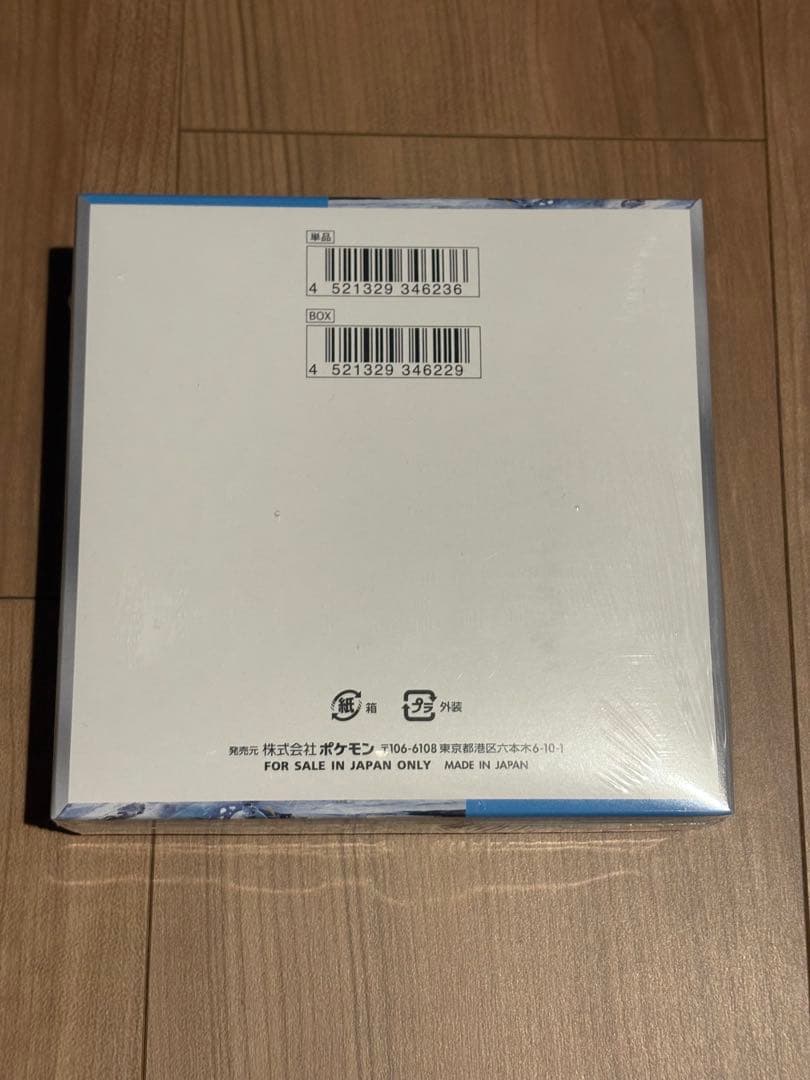 単品
4 521329 346236
BOX
4 521329 346229
紙 箱 プラ 外装
発売元 株式会社 ポケモン 〒106-6108 東京都港区六本木6-10-1
FOR SALE IN JAPAN ONLY MADE IN JAPAN